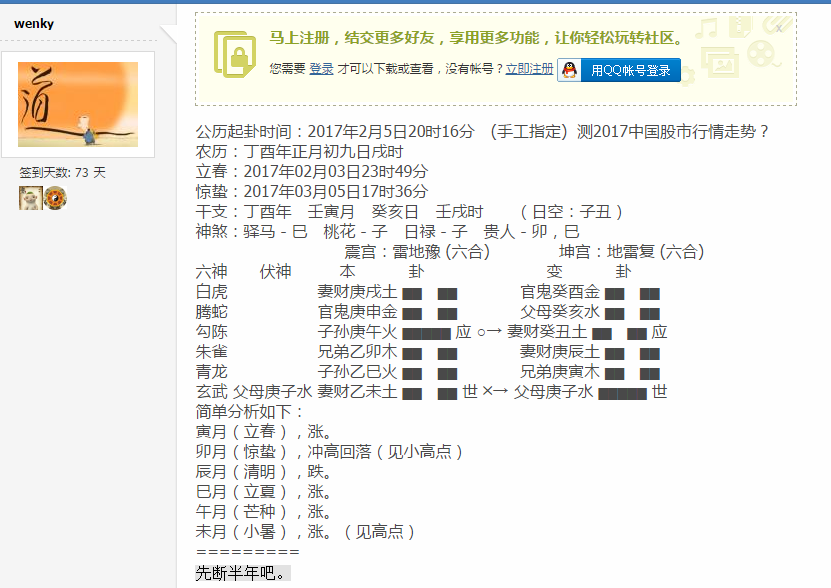 wenky
道
签到天数: 73 天
马上注册，结交更多好友，享用更多功能，让你轻松玩转社区。
您需要 登录 才可以下载或查看，没有帐号？立即注册 用QQ帐号登录
x
公历起卦时间：2017年2月5日20时16分 （手工指定）测2017中国股市行情走势？
农历：丁酉年正月初九日戌时
立春：2017年02月03日23时49分
惊蛰：2017年03月05日17时36分
干支：丁酉年 壬寅月 癸亥日 壬戌时 （日空：子丑）
神煞：驿马－巳 桃花－子 日禄－子 贵人－卯，巳
震宫：雷地豫 (六合) 坤宫：地雷复 (六合)
六神 伏神 本 卦 变 卦
白虎 妻财庚戌土 官鬼癸酉金
腾蛇 官鬼庚申金 父母癸亥水
勾陈 子孙庚午火 应 ○→ 妻财癸丑土 应
朱雀 兄弟乙卯木 妻财庚辰土
青龙 子孙乙巳火 兄弟庚寅木
玄武 父母庚子水 妻财乙未土 世 ×→ 父母庚子水 世
简单分析如下：
寅月（立春），涨。
卯月（惊蛰），冲高回落（见小高点）
辰月（清明），跌。
巳月（立夏），涨。
午月（芒种），涨。
未月（小暑），涨。（见高点）
=========
先断半年吧。